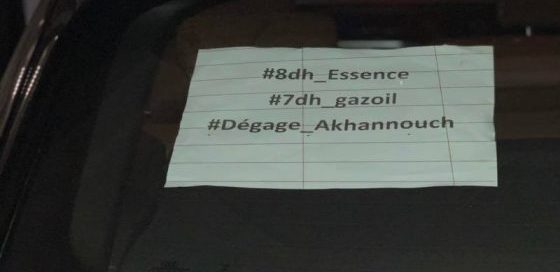 #8dh_Essence
#7dh_gazoil
#Dégage_Akhannouch